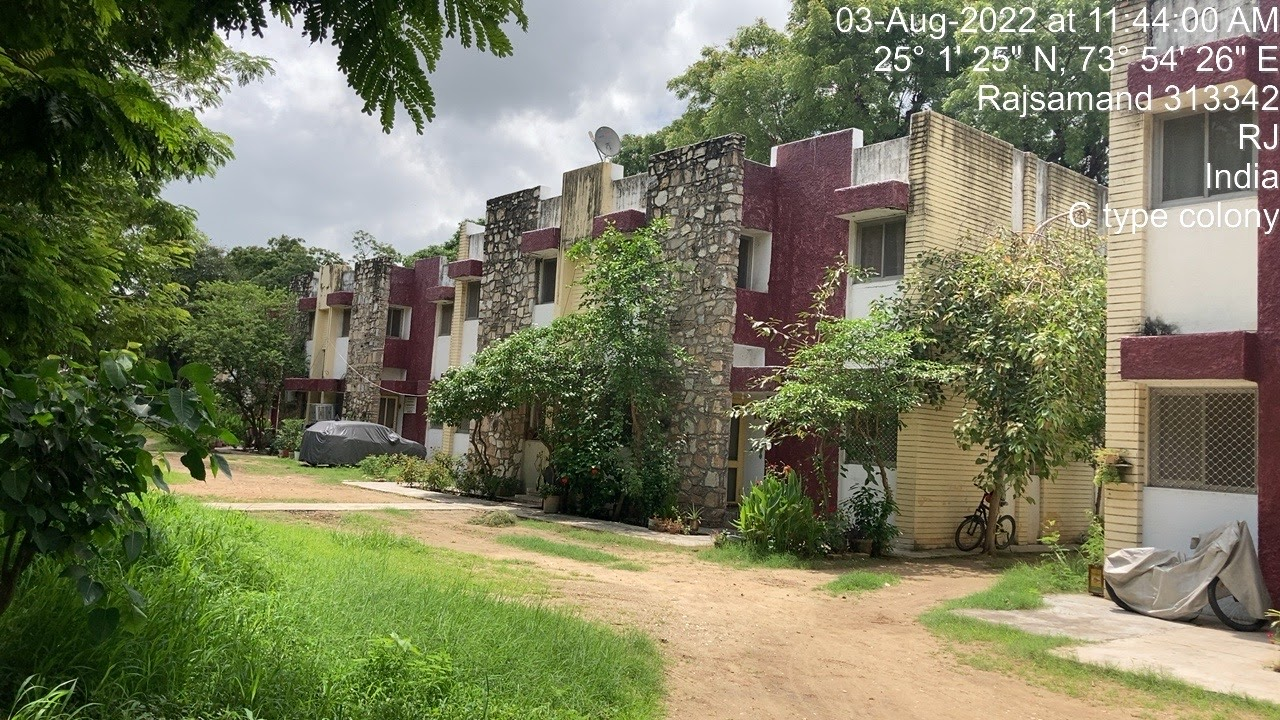 03-Aug-2022 at 11:44:00 AM
25° 1' 25" N, 73° 54' 26" E
Rajsamand 313342
RJ
India
C type colony